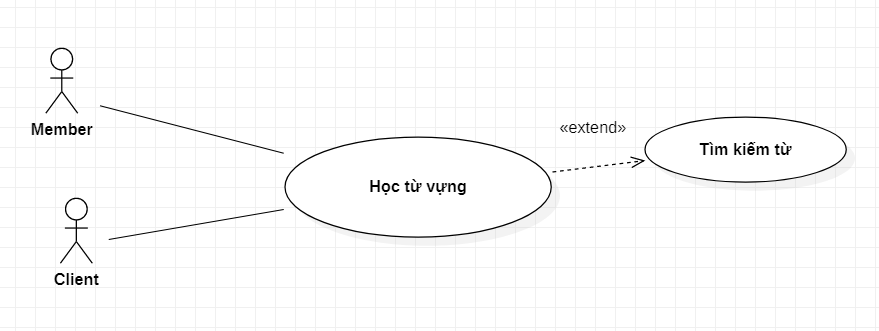 Member
Học từ vựng
«extend»
Tìm kiếm từ
Client